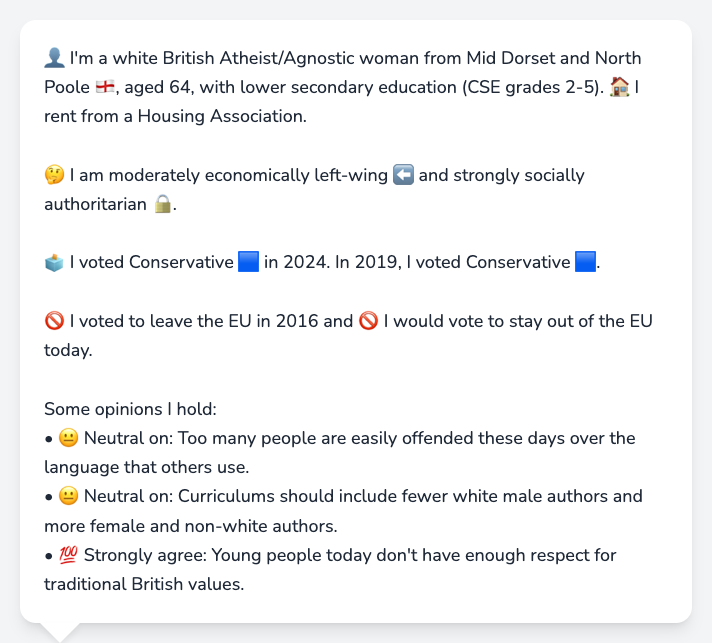 👤 I'm a white British Atheist/Agnostic woman from Mid Dorset and North
Poole 🏴󠁧󠁢󠁥󠁮󠁧󠁿, aged 64, with lower secondary education (CSE grades 2-5). 🏠 I
rent from a Housing Association.
🤔 I am moderately economically left-wing ⬅️ and strongly socially
authoritarian 🔒.
🗳️ I voted Conservative 🟦 in 2024. In 2019, I voted Conservative 🟦.
🚫 I voted to leave the EU in 2016 and 🚫 I would vote to stay out of the EU
today.
Some opinions I hold:
• 😐 Neutral on: Too many people are easily offended these days over the
language that others use.
• 😐 Neutral on: Curriculums should include fewer white male authors and
more female and non-white authors.
• 💯 Strongly agree: Young people today don't have enough respect for
traditional British values.